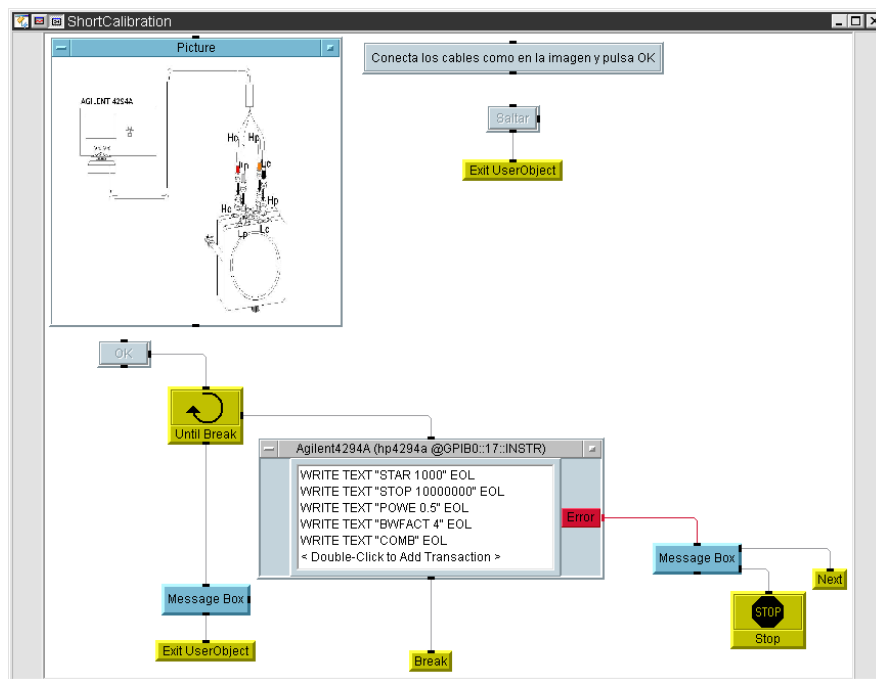 ShortCalibration
Picture
Conecta los cables como en la imagen y pulsa OK
AGILENT 4294A
Saltar
Exit UserObject
Hc Hp
Lp Lc
Hc Hp
Lp Lc
OK
Until Break
Agilent4294A (hp4294a @GPIB0::17::INSTR)
WRITE TEXT "STAR 1000" EOL
WRITE TEXT "STOP 10000000" EOL
WRITE TEXT "POWE 0.5" EOL
WRITE TEXT "BWFACT 4" EOL
WRITE TEXT "COMB" EOL
< Double-Click to Add Transaction >
Error
Message Box
Next
Message Box
STOP
Stop
Exit UserObject
Break